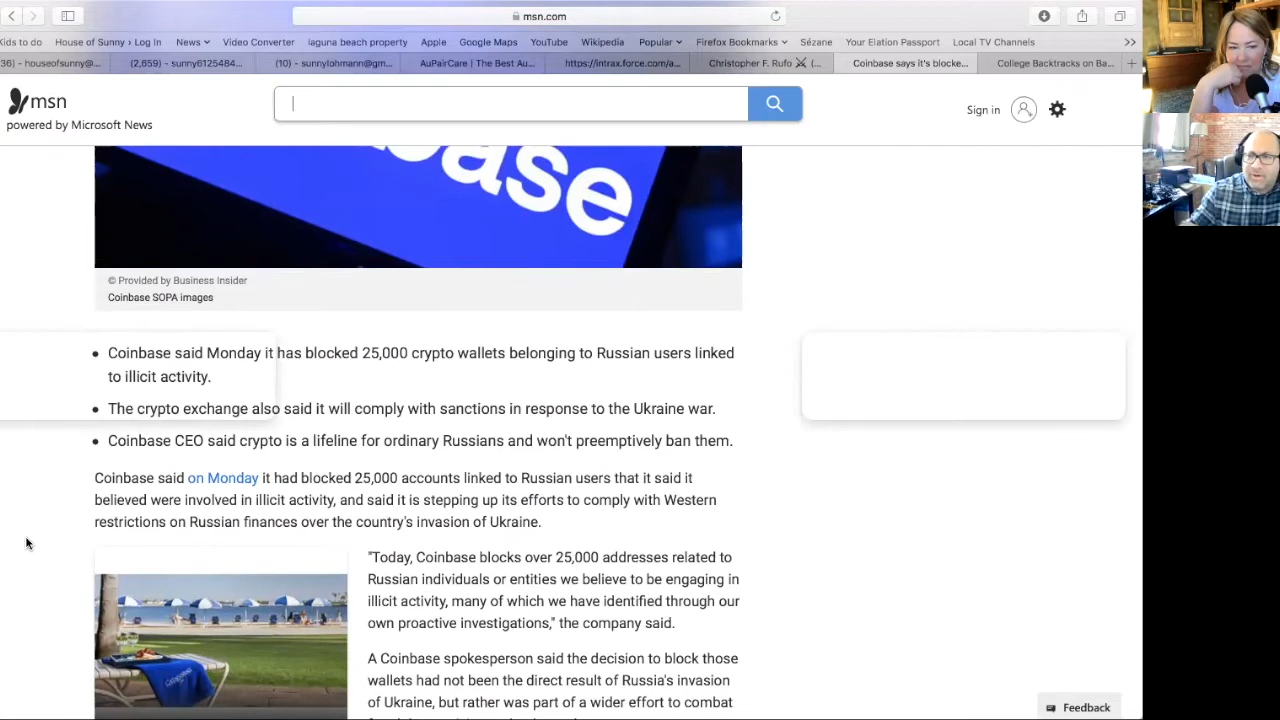 msn.com
Kids to do House of Sunny › Log In News Video Converter laguna beach property Apple Google Maps YouTube Wikipedia Popular Firefox Bookmarks Sézane Your Elation Passport Local TV Channels
36) - houseofsunny@... (2,659) - sunny6125484... (10) - sunnylohmann@gm... AuPairCare | The Best Au... https://intrax.force.com/a... Christopher F. Rufo ⚔ (... Coinbase says it's blocke... College Backtracks on Ba...
msn
powered by Microsoft News
Sign in
base
© Provided by Business Insider
Coinbase SOPA images
• Coinbase said Monday it has blocked 25,000 crypto wallets belonging to Russian users linked
to illicit activity.
• The crypto exchange also said it will comply with sanctions in response to the Ukraine war.
• Coinbase CEO said crypto is a lifeline for ordinary Russians and won't preemptively ban them.
Coinbase said on Monday it had blocked 25,000 accounts linked to Russian users that it said it
believed were involved in illicit activity, and said it is stepping up its efforts to comply with Western
restrictions on Russian finances over the country's invasion of Ukraine.
"Today, Coinbase blocks over 25,000 addresses related to
Russian individuals or entities we believe to be engaging in
illicit activity, many of which we have identified through our
own proactive investigations," the company said.
A Coinbase spokesperson said the decision to block those
wallets had not been the direct result of Russia's invasion
of Ukraine, but rather was part of a wider effort to combat
Feedback